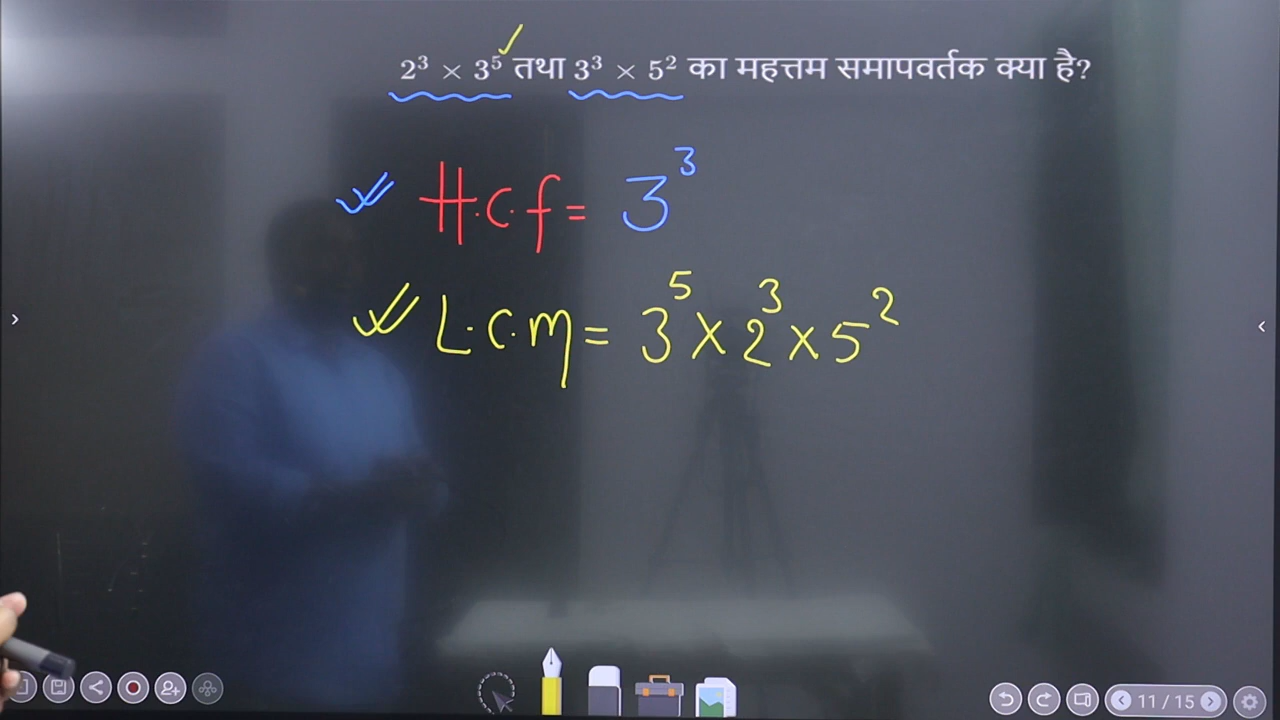 2³ × 3⁵ तथा 3³ × 5² का महत्तम समापवर्तक क्या है?
H.C.f = 3³
L.C.M = 3⁵ × 2³ × 5²
11 / 15